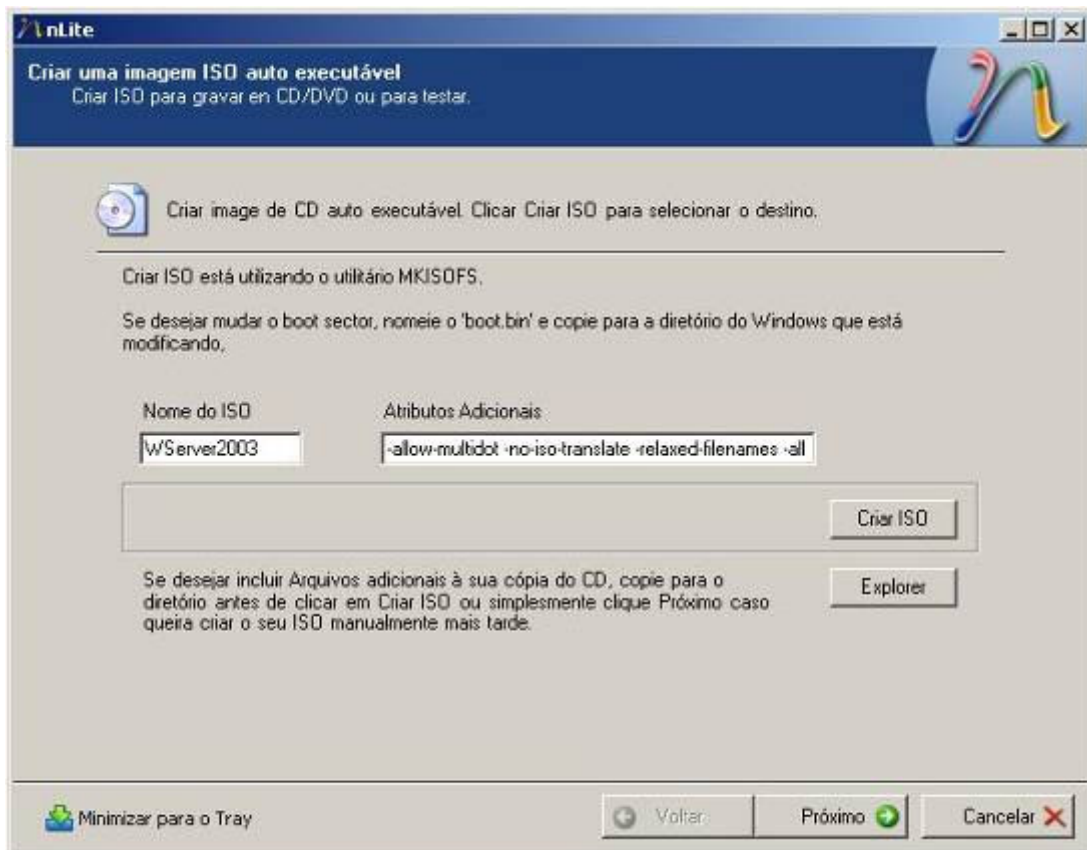 nLite
Criar uma imagem ISO auto executável
Criar ISO para gravar en CD/DVD ou para testar.
Criar image de CD auto executável. Clicar Criar ISO para selecionar o destino.
Criar ISO está utilizando o utilitário MKISOFS.
Se desejar mudar o boot sector, nomeie o 'boot.bin' e copie para a diretório do Windows que está
modificando,
Nome do ISO
Atributos Adicionais
WServer2003
-allow-multidot -no-iso-translate -relaxed-filenames -all
Criar ISO
Se desejar incluir Arquivos adicionais à sua cópia do CD, copie para o
diretório antes de clicar em Criar ISO ou simplesmente clique Próximo caso
queira criar o seu ISO manualmente mais tarde.
Explorer
Minimizar para o Tray
Voltar
Próximo
Cancelar